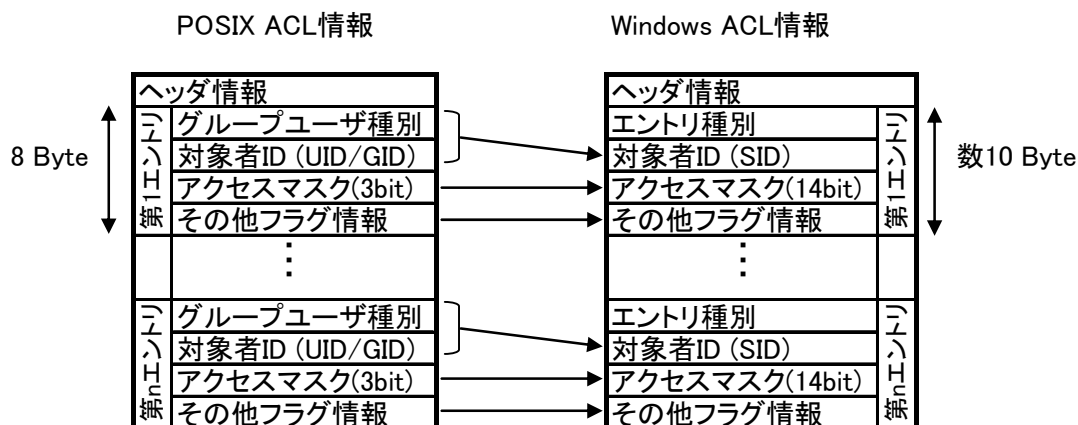 POSIX ACL情報
Windows ACL情報
8 Byte
ヘッダ情報
第1エントリ
グループユーザ種別
対象者ID (UID/GID)
アクセスマスク(3bit)
その他フラグ情報
⋮
第nエントリ
グループユーザ種別
対象者ID (UID/GID)
アクセスマスク(3bit)
その他フラグ情報
ヘッダ情報
エントリ種別
対象者ID (SID)
アクセスマスク(14bit)
その他フラグ情報
第1エントリ
⋮
エントリ種別
対象者ID (SID)
アクセスマスク(14bit)
その他フラグ情報
第nエントリ
数10 Byte